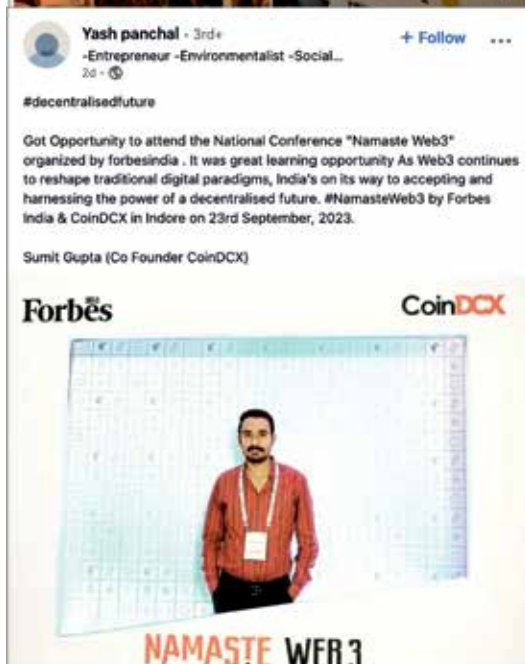 Yash panchal · 3rd+
+ Follow ...
-Entrepreneur -Environmentalist -Social...
2d ·
#decentralisedfuture
Got Opportunity to attend the National Conference "Namaste Web3"
organized by forbesindia . It was great learning opportunity As Web3 continues
to reshape traditional digital paradigms, India's on its way to accepting and
harnessing the power of a decentralised future. #NamasteWeb3 by Forbes
India & CoinDCX in Indore on 23rd September, 2023.
Sumit Gupta (Co Founder CoinDCX)
Forbes
CoinDCX
NAMASTE WEB 3